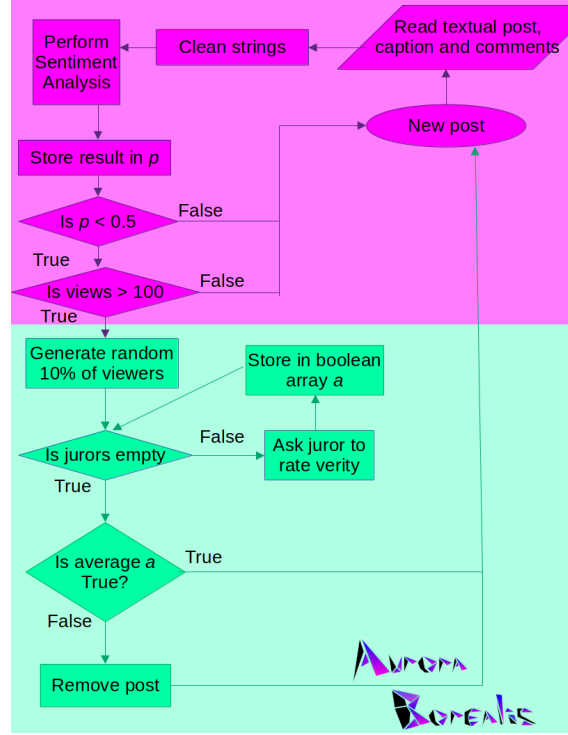 Read textual post,
caption and comments
Clean strings
Perform
Sentiment
Analysis
New post
Store result in p
Is p < 0.5
False
True
Is views > 100
False
True
Generate random
10% of viewers
Store in boolean
array a
Is jurors empty
False
Ask juror to
rate verity
True
Is average a
True?
True
False
Remove post
Aurora
Borealis